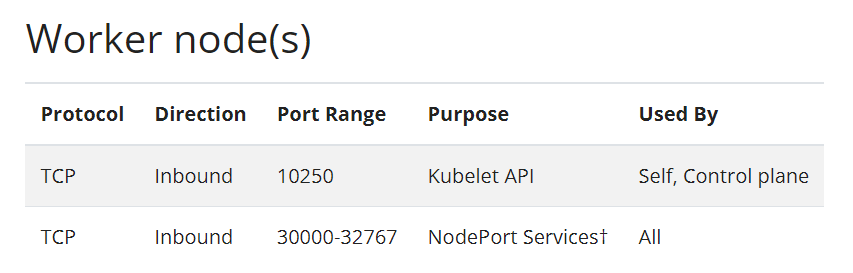 Worker node(s)
Protocol Direction Port Range Purpose Used By
TCP Inbound 10250 Kubelet API Self, Control plane
TCP Inbound 30000-32767 NodePort Services† All